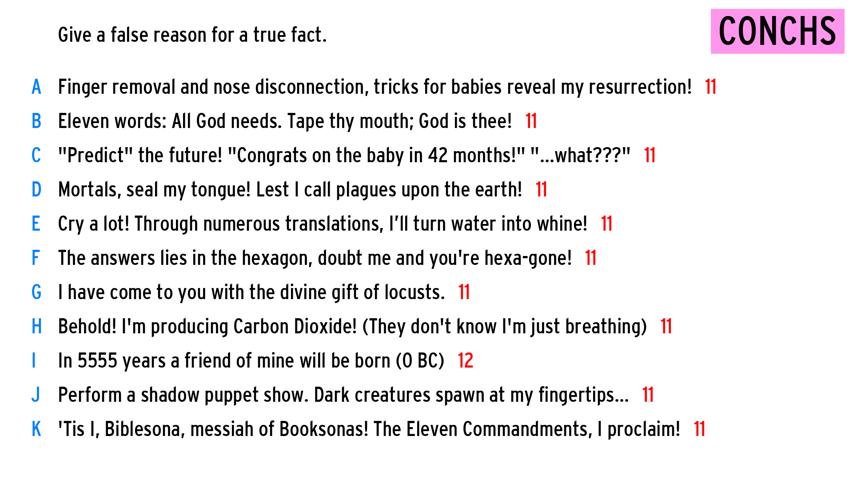 Give a false reason for a true fact.
CONCHS
A Finger removal and nose disconnection, tricks for babies reveal my resurrection! 11
B Eleven words: All God needs. Tape thy mouth; God is thee! 11
C "Predict" the future! "Congrats on the baby in 42 months!" "...what???" 11
D Mortals, seal my tongue! Lest I call plagues upon the earth! 11
E Cry a lot! Through numerous translations, I'll turn water into whine! 11
F The answers lies in the hexagon, doubt me and you're hexa-gone! 11
G I have come to you with the divine gift of locusts. 11
H Behold! I'm producing Carbon Dioxide! (They don't know I'm just breathing) 11
I In 5555 years a friend of mine will be born (0 BC) 12
J Perform a shadow puppet show. Dark creatures spawn at my fingertips... 11
K 'Tis I, Biblesona, messiah of Booksonas! The Eleven Commandments, I proclaim! 11